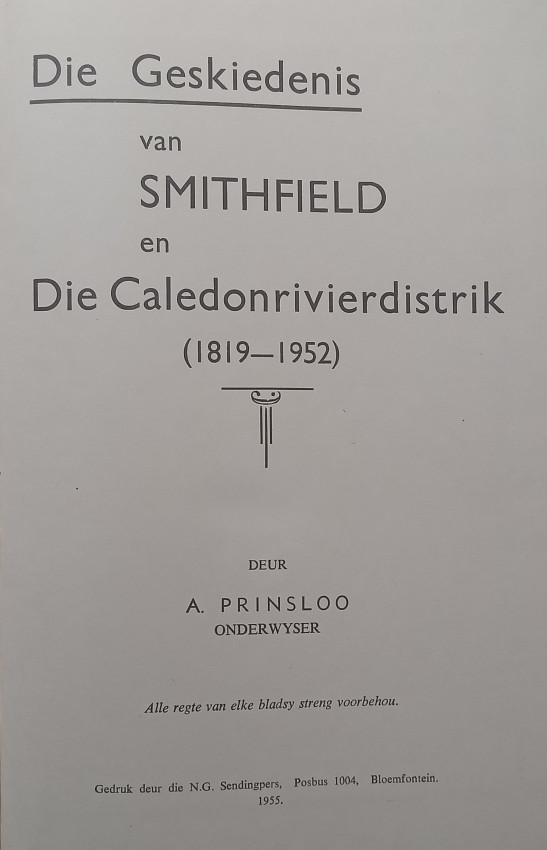 Die Geskiedenis
van
SMITHFIELD
en
Die Caledonrivierdistrik
(1819—1952)
DEUR
A. PRINSLOO
ONDERWYSER
Alle regte van elke bladsy streng voorbehou.
Gedruk deur die N.G. Sendingpers, Posbus 1004, Bloemfontein.
1955.